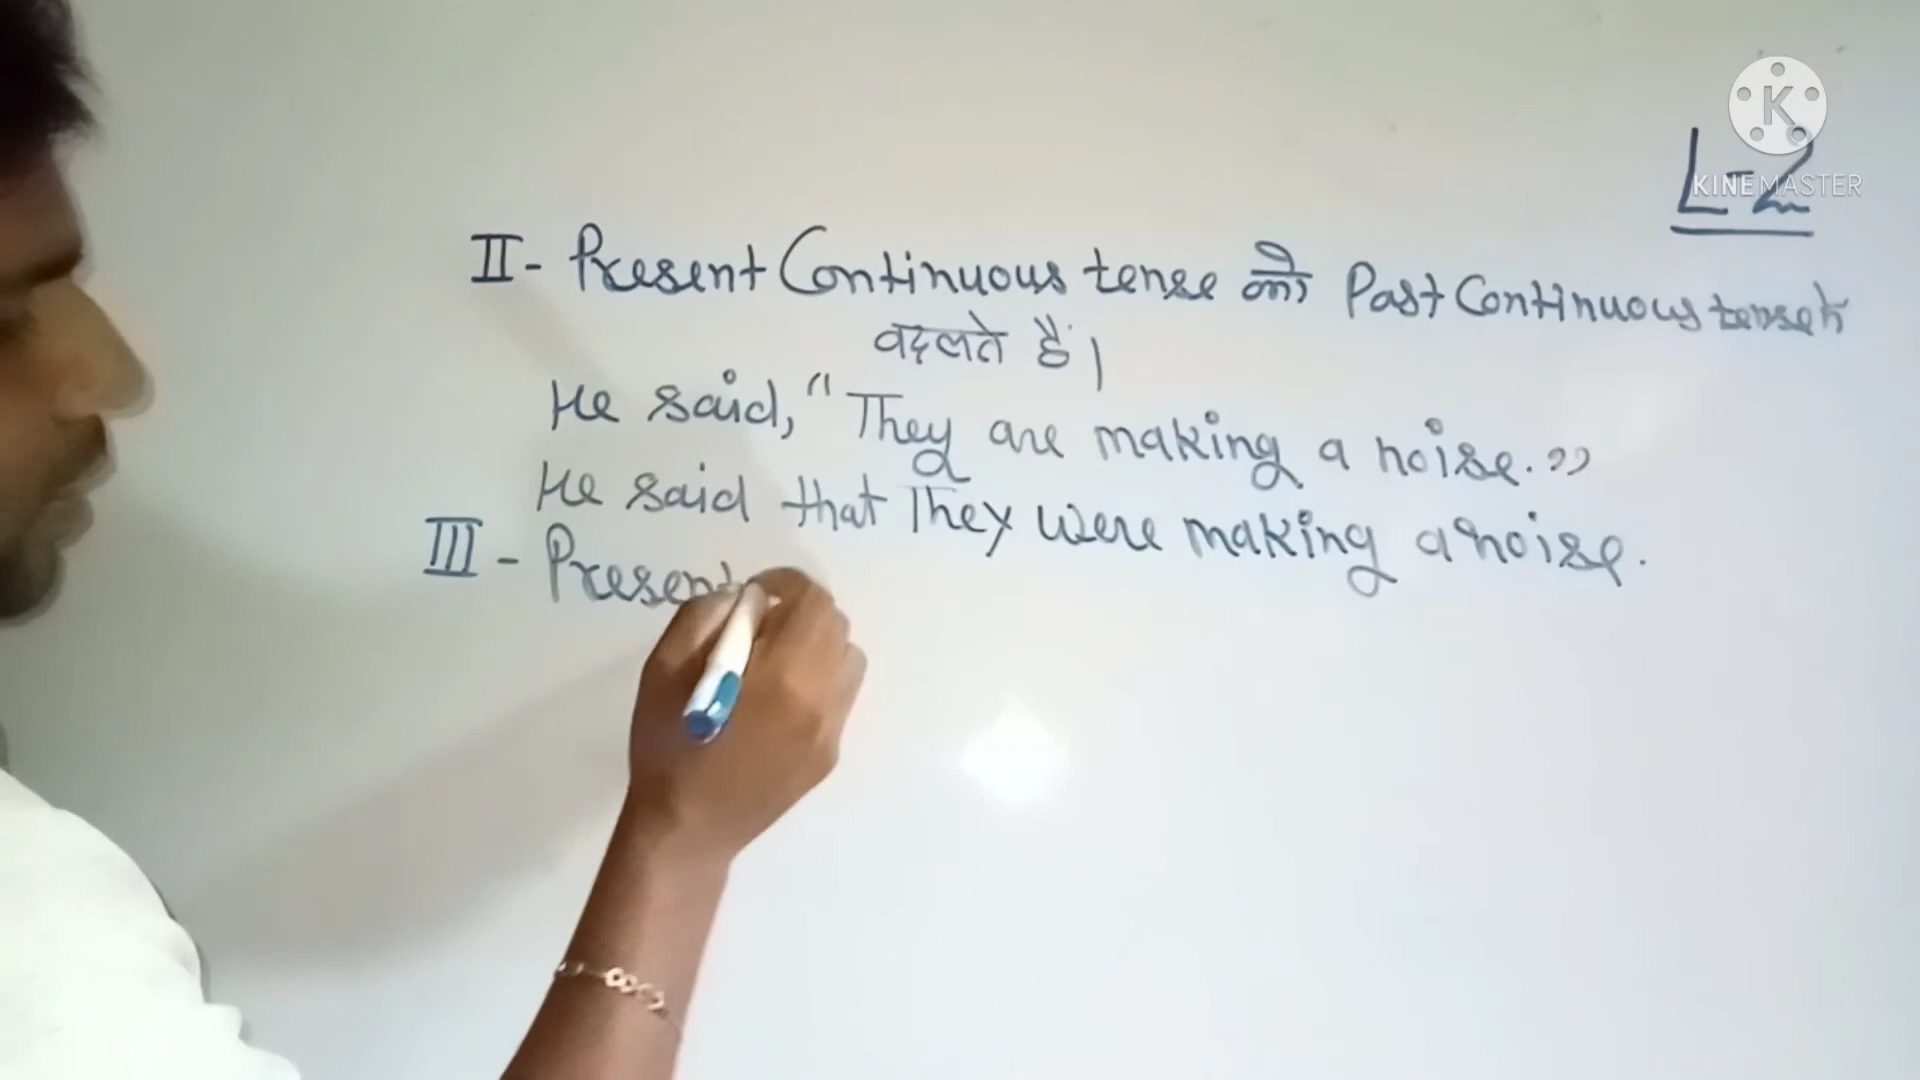 KINEMASTER
L-2
II- Present Continuous tense को Past Continuous tense में
बदलते हैं।
He said, "They are making a noise."
He said that They were making a noise.
III - Present